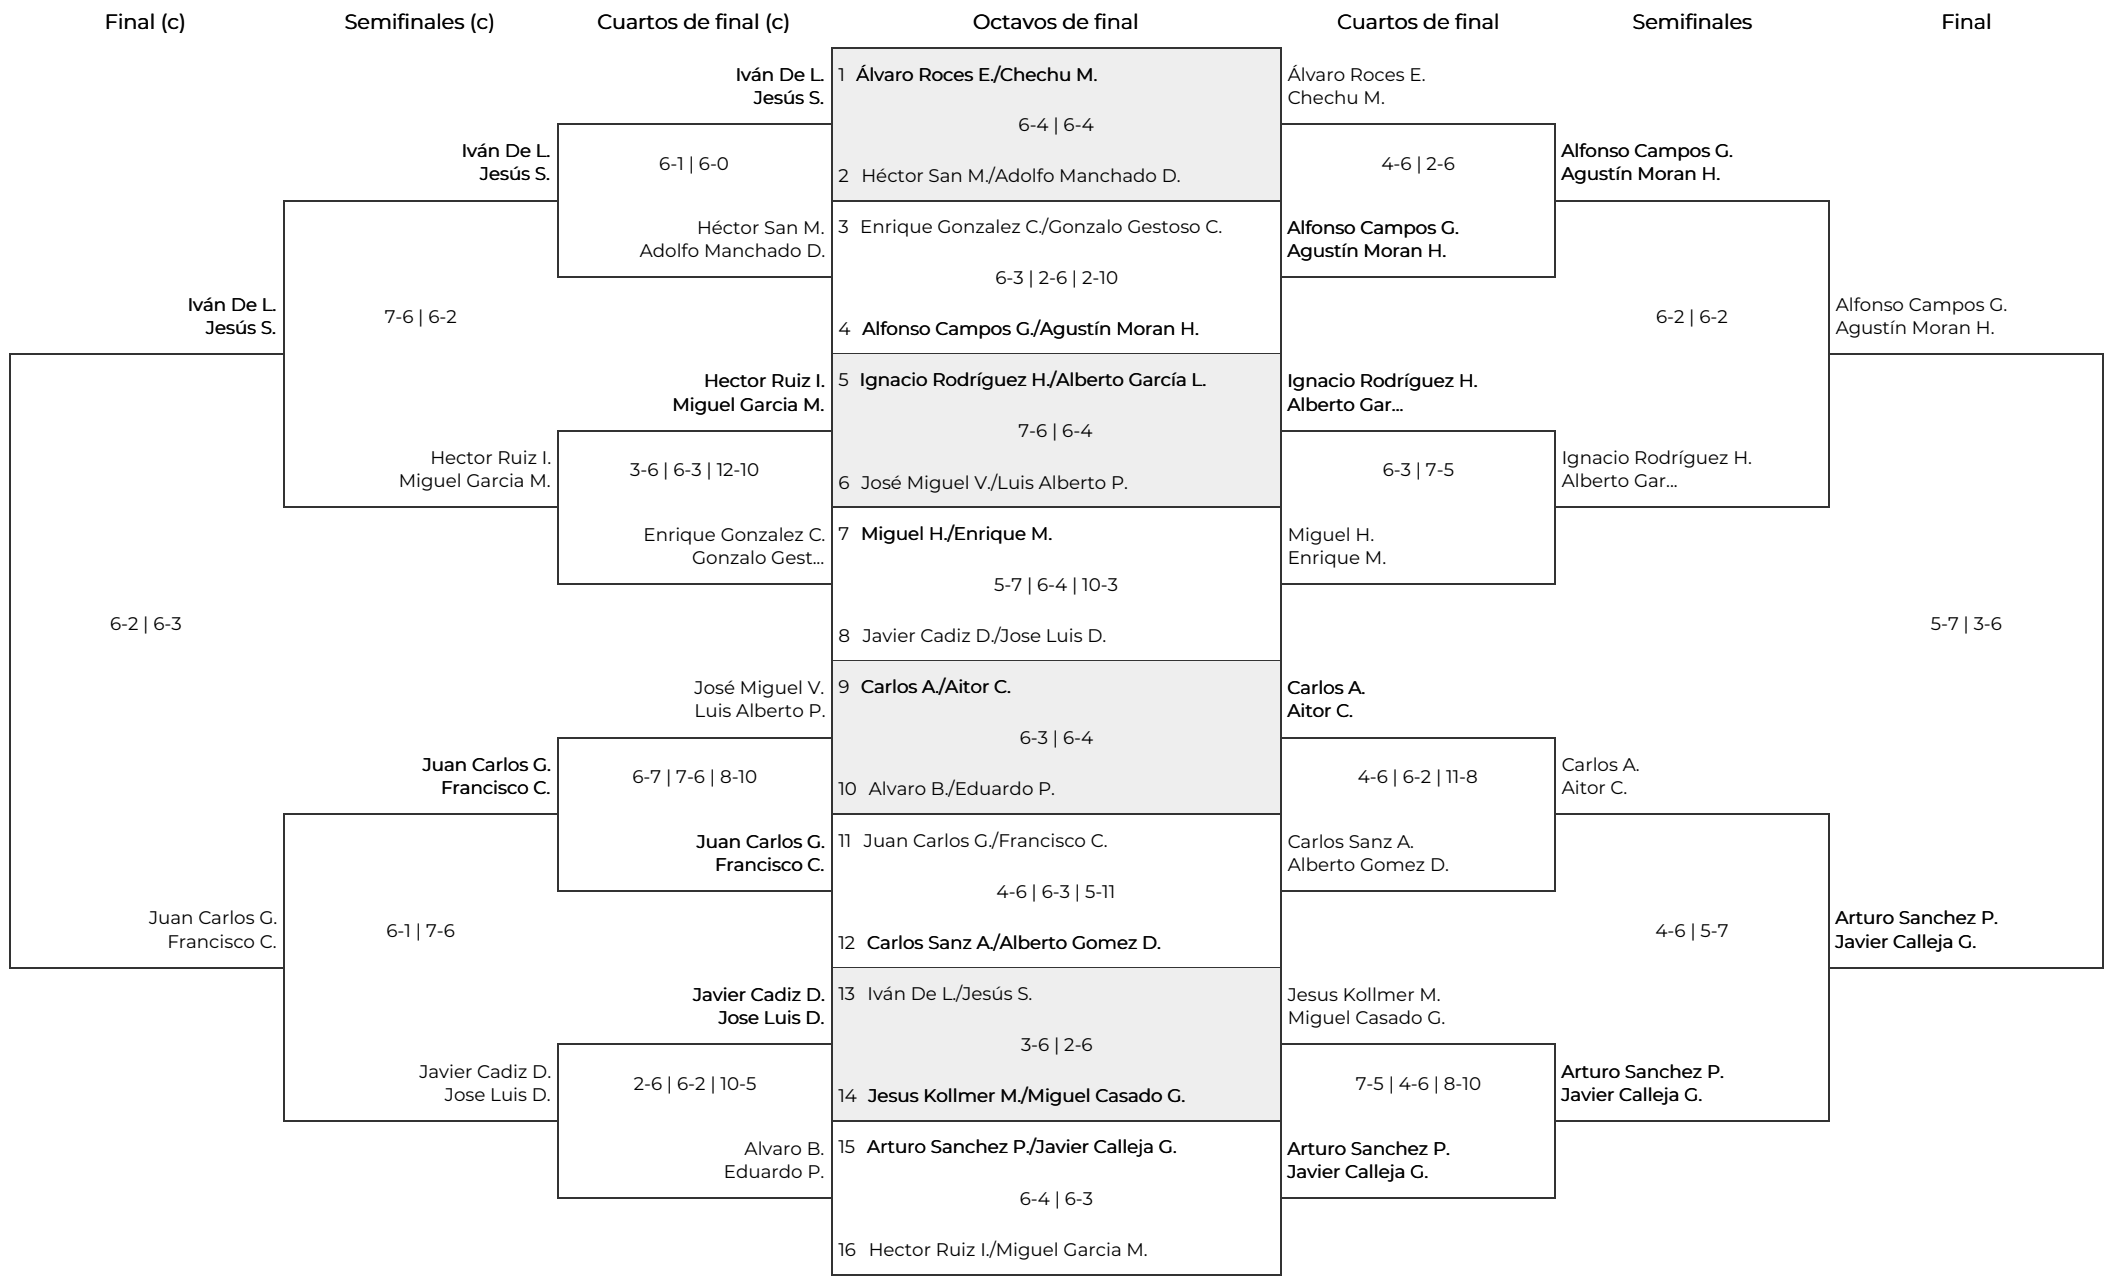 Final (c)
Semifinales (c)
Cuartos de final (c)
Octavos de final
Cuartos de final
Semifinales
Final
Iván De L.
Jesús S.
Iván De L.
Jesús S.
6-1 | 6-0
Héctor San M.
Adolfo Manchado D.
Iván De L.
Jesús S.
7-6 | 6-2
Hector Ruiz I.
Miguel Garcia M.
Hector Ruiz I.
Miguel Garcia M.
3-6 | 6-3 | 12-10
Enrique Gonzalez C.
Gonzalo Gest...
6-2 | 6-3
José Miguel V.
Luis Alberto P.
Juan Carlos G.
Francisco C.
6-7 | 7-6 | 8-10
Juan Carlos G.
Francisco C.
Juan Carlos G.
Francisco C.
6-1 | 7-6
Javier Cadiz D.
Jose Luis D.
Javier Cadiz D.
Jose Luis D.
2-6 | 6-2 | 10-5
Alvaro B.
Eduardo P.
1 Álvaro Roces E./Chechu M.
6-4 | 6-4
2 Héctor San M./Adolfo Manchado D.
3 Enrique Gonzalez C./Gonzalo Gestoso C.
6-3 | 2-6 | 2-10
4 Alfonso Campos G./Agustín Moran H.
5 Ignacio Rodríguez H./Alberto García L.
7-6 | 6-4
6 José Miguel V./Luis Alberto P.
7 Miguel H./Enrique M.
5-7 | 6-4 | 10-3
8 Javier Cadiz D./Jose Luis D.
9 Carlos A./Aitor C.
6-3 | 6-4
10 Alvaro B./Eduardo P.
11 Juan Carlos G./Francisco C.
4-6 | 6-3 | 5-11
12 Carlos Sanz A./Alberto Gomez D.
13 Iván De L./Jesús S.
3-6 | 2-6
14 Jesus Kollmer M./Miguel Casado G.
15 Arturo Sanchez P./Javier Calleja G.
6-4 | 6-3
16 Hector Ruiz I./Miguel Garcia M.
Álvaro Roces E.
Chechu M.
4-6 | 2-6
Alfonso Campos G.
Agustín Moran H.
Alfonso Campos G.
Agustín Moran H.
6-2 | 6-2
Alfonso Campos G.
Agustín Moran H.
Ignacio Rodríguez H.
Alberto Gar...
6-3 | 7-5
Ignacio Rodríguez H.
Alberto Gar...
Miguel H.
Enrique M.
5-7 | 3-6
Carlos A.
Aitor C.
4-6 | 6-2 | 11-8
Carlos A.
Aitor C.
Carlos Sanz A.
Alberto Gomez D.
4-6 | 5-7
Arturo Sanchez P.
Javier Calleja G.
Jesus Kollmer M.
Miguel Casado G.
7-5 | 4-6 | 8-10
Arturo Sanchez P.
Javier Calleja G.
Arturo Sanchez P.
Javier Calleja G.